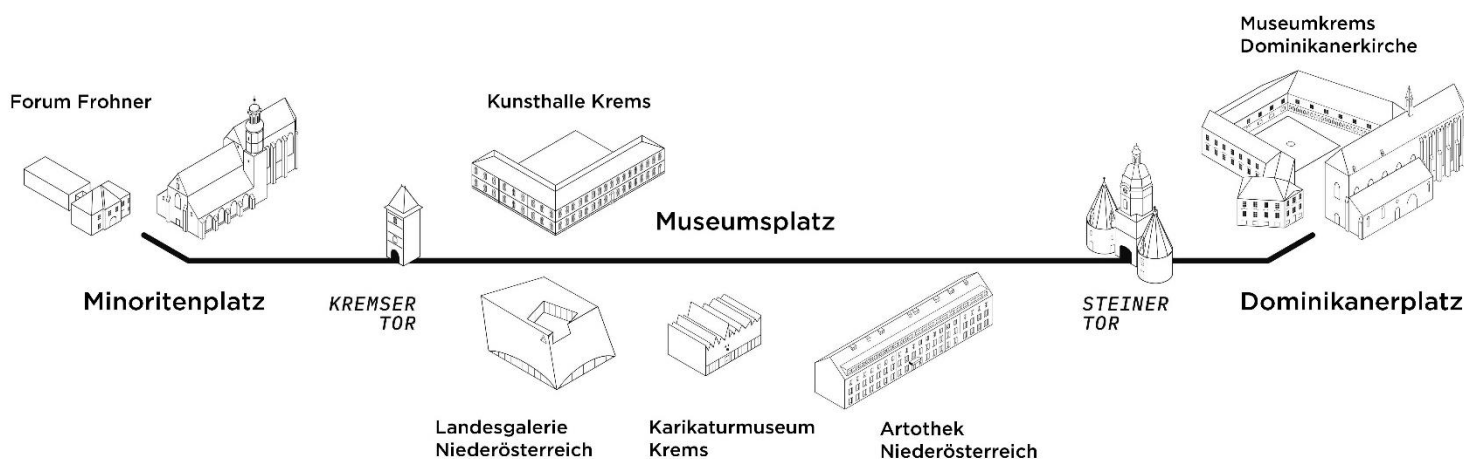 Museumkrems
Dominikanerkirche
Forum Frohner
Kunsthalle Krems
Museumsplatz
Minoritenplatz
KREMSER
TOR
STEINER
TOR
Dominikanerplatz
Landesgalerie
Niederösterreich
Karikaturmuseum
Krems
Artothek
Niederösterreich